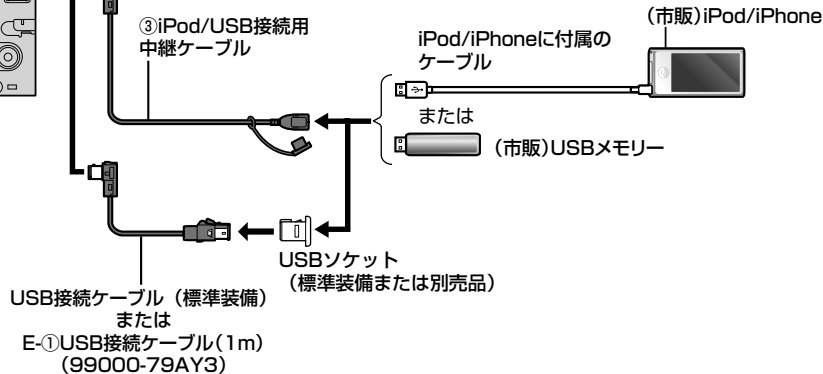 ③iPod/USB接続用
中継ケーブル
(市販)iPod/iPhone
iPod/iPhoneに付属の
ケーブル
または
(市販)USBメモリー
USBソケット
(標準装備または別売品)
USB接続ケーブル(標準装備)
または
E-①USB接続ケーブル(1m)
(99000-79AY3)